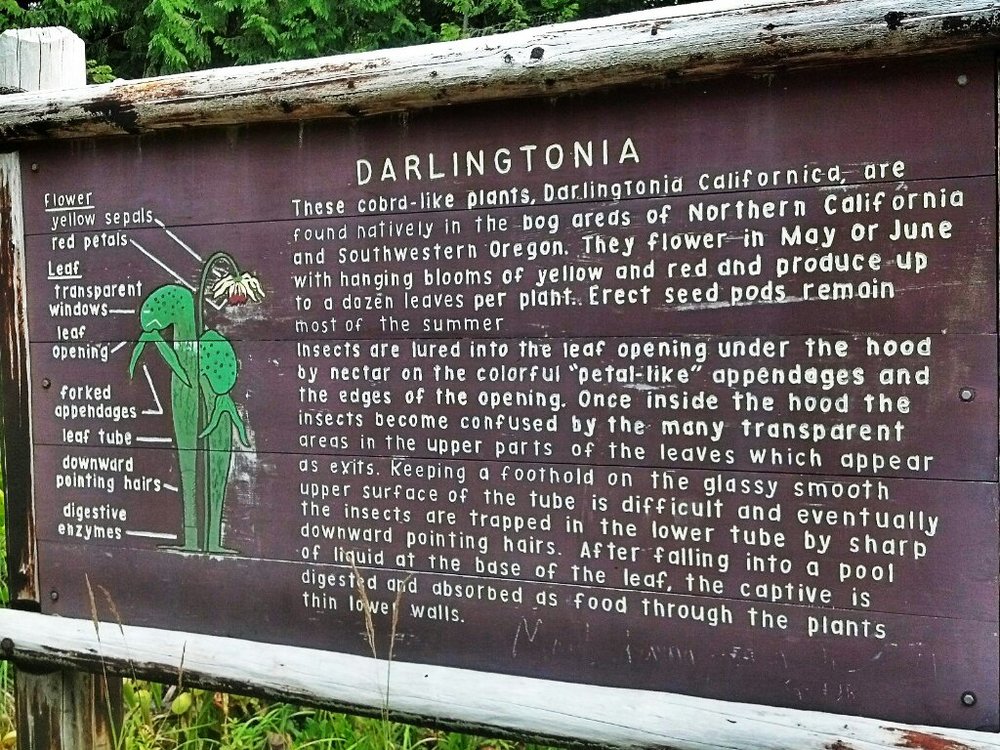 DARLINGTONIA
Flower
yellow sepals
red petals
Leaf
transparent
windows
leaf
opening
forked
appendages
leaf tube
downward
pointing hairs
digestive
enzymes
These cobra-like plants, Darlingtonia Californica, are
found natively in the bog areas of Northern California
and Southwestern Oregon. They flower in May or June
with hanging blooms of yellow and red and produce up
to a dozen leaves per plant. Erect seed pods remain
most of the summer
Insects are lured into the leaf opening under the hood
by nectar on the colorful "petal-like" appendages and
the edges of the opening. Once inside the hood the
insects become confused by the many transparent
areas in the upper parts of the leaves which appear
as exits. Keeping a foothold on the glassy smooth
upper surface of the tube is difficult and eventually
the insects are trapped in the lower tube by sharp
downward pointing hairs. After falling into a pool
of liquid at the base of the leaf, the captive is
digested and absorbed as food through the plants
thin lower walls.